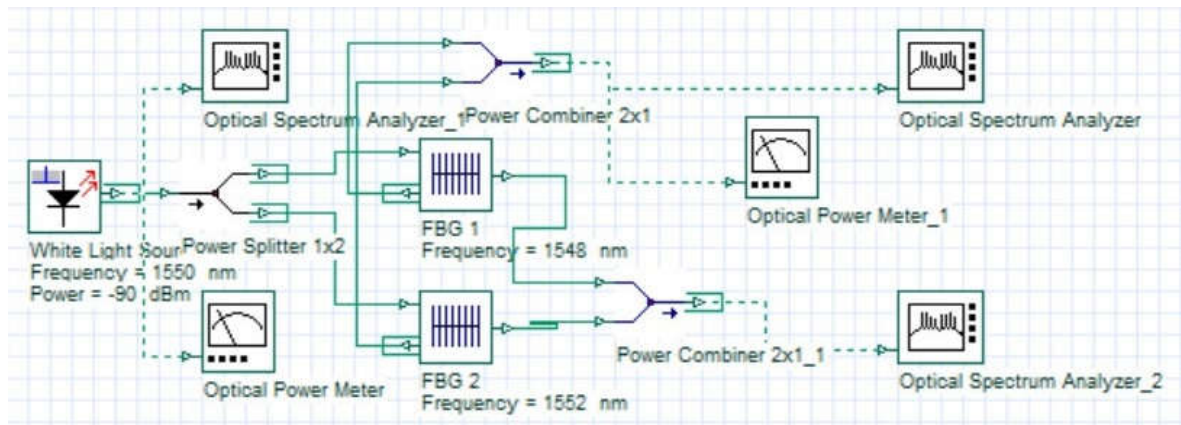 Optical Spectrum Analyzer_1
Power Combiner 2x1
Optical Spectrum Analyzer
Optical Power Meter_1
White Light Sour
Frequency = 1550 nm
Power = -90 dBm
Power Splitter 1x2
FBG 1
Frequency = 1548 nm
Optical Power Meter
FBG 2
Frequency = 1552 nm
Power Combiner 2x1_1
Optical Spectrum Analyzer_2